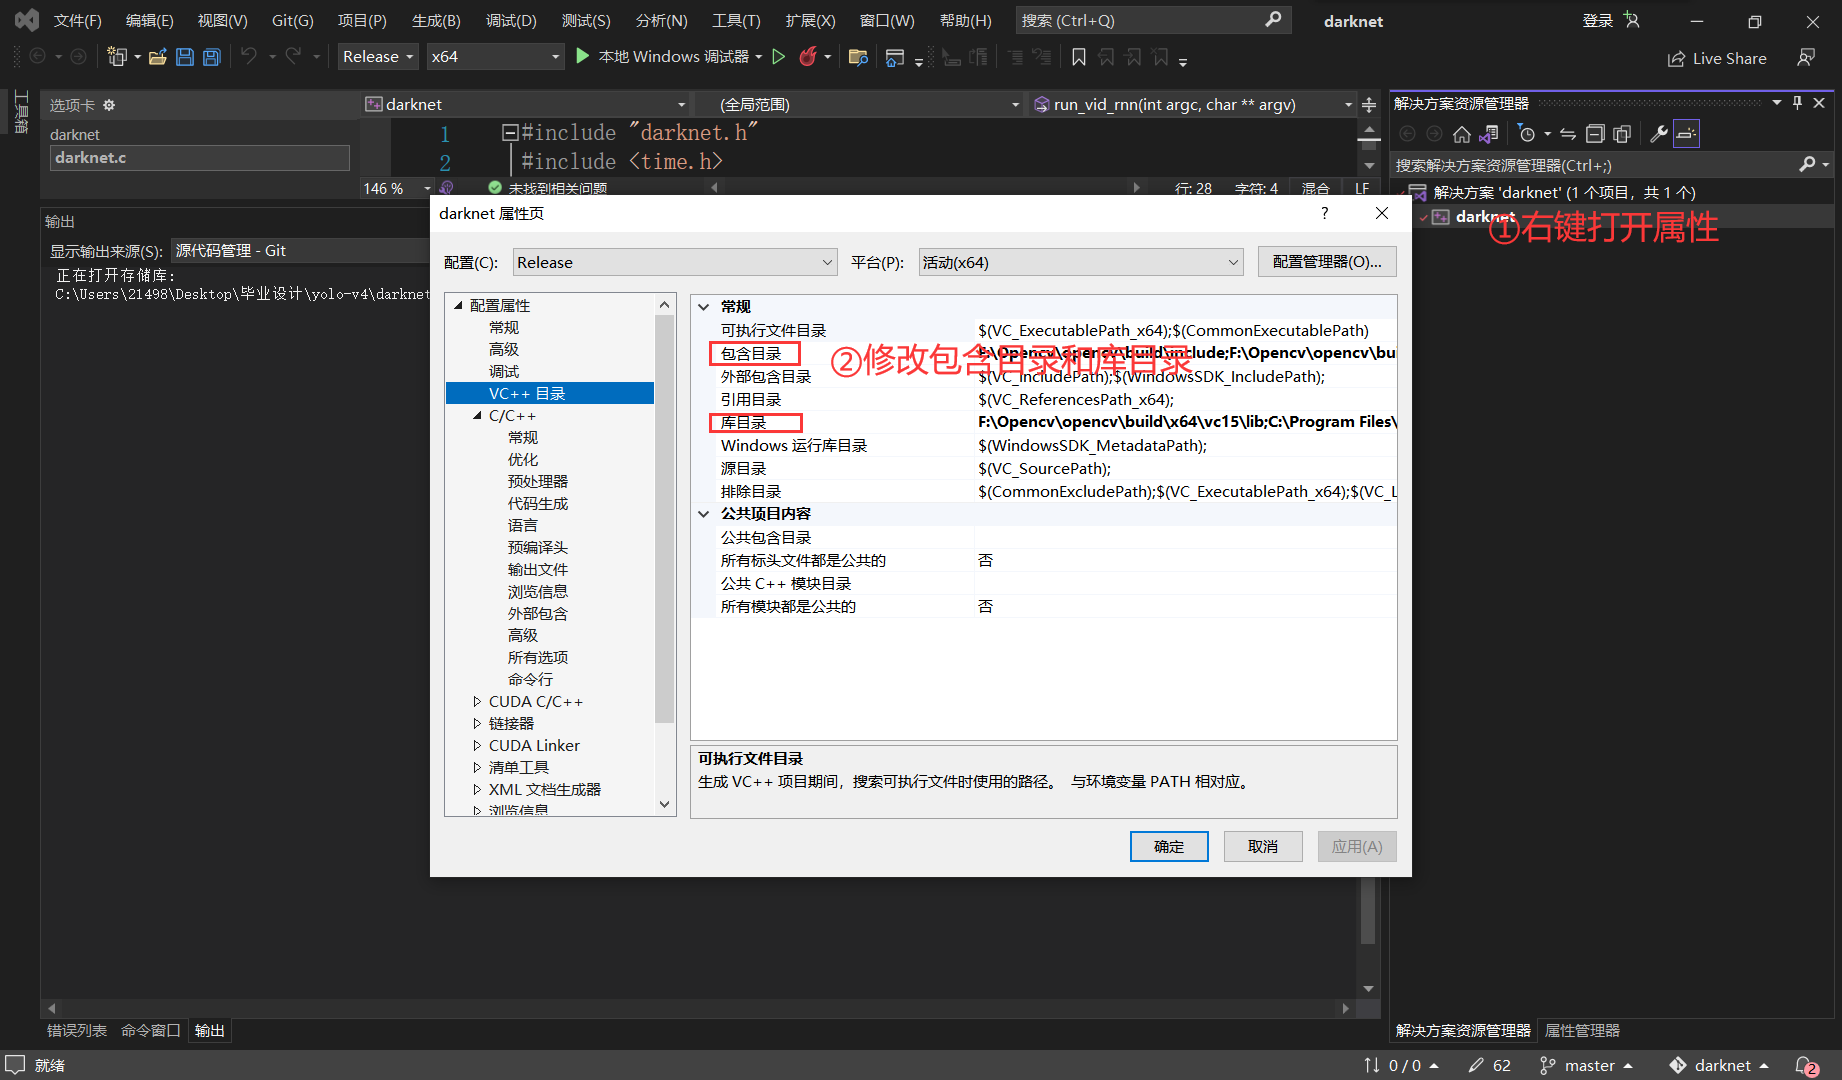 文件(F) 编辑(E) 视图(V) Git(G) 项目(P) 生成(B) 调试(D) 测试(S) 分析(N) 工具(T) 扩展(X) 窗口(W) 帮助(H) 搜索 (Ctrl+Q) darknet 登录
Release x64 本地 Windows 调试器 Live Share
工具箱
选项卡
darknet
darknet.c
darknet (全局范围) run_vid_rnn(int argc, char ** argv)
1 #include "darknet.h"
2 #include <time.h>
146 % 未找到相关问题 行: 28 字符: 4 混合 LF
输出
显示输出来源(S): 源代码管理 - Git
正在打开存储库:
C:\Users\21498\Desktop\毕业设计\yolo-v4\darknet
解决方案资源管理器
搜索解决方案资源管理器(Ctrl+;)
解决方案 'darknet' (1 个项目, 共 1 个)
darknet
①右键打开属性
darknet 属性页 ?
配置(C): Release 平台(P): 活动(x64) 配置管理器(O)...
配置属性
常规
高级
调试
VC++ 目录
C/C++
常规
优化
预处理器
代码生成
语言
预编译头
输出文件
浏览信息
外部包含
高级
所有选项
命令行
CUDA C/C++
链接器
CUDA Linker
清单工具
XML 文档生成器
浏览信息
常规
可执行文件目录 $(VC_ExecutablePath_x64);$(CommonExecutablePath)
包含目录 F:\Opencv\opencv\build\include;F:\Opencv\opencv\bui
②修改包含目录和库目录
外部包含目录 $(VC_IncludePath);$(WindowsSDK_IncludePath);
引用目录 $(VC_ReferencesPath_x64);
库目录 F:\Opencv\opencv\build\x64\vc15\lib;C:\Program Files\
Windows 运行库目录 $(WindowsSDK_MetadataPath);
源目录 $(VC_SourcePath);
排除目录 $(CommonExcludePath);$(VC_ExecutablePath_x64);$(VC_L
公共项目内容
公共包含目录
所有标头文件都是公共的 否
公共 C++ 模块目录
所有模块都是公共的 否
可执行文件目录
生成 VC++ 项目期间，搜索可执行文件时使用的路径。 与环境变量 PATH 相对应。
确定 取消 应用(A)
错误列表 命令窗口 输出
解决方案资源管理器 属性管理器
就绪 0 / 0 62 master darknet 2